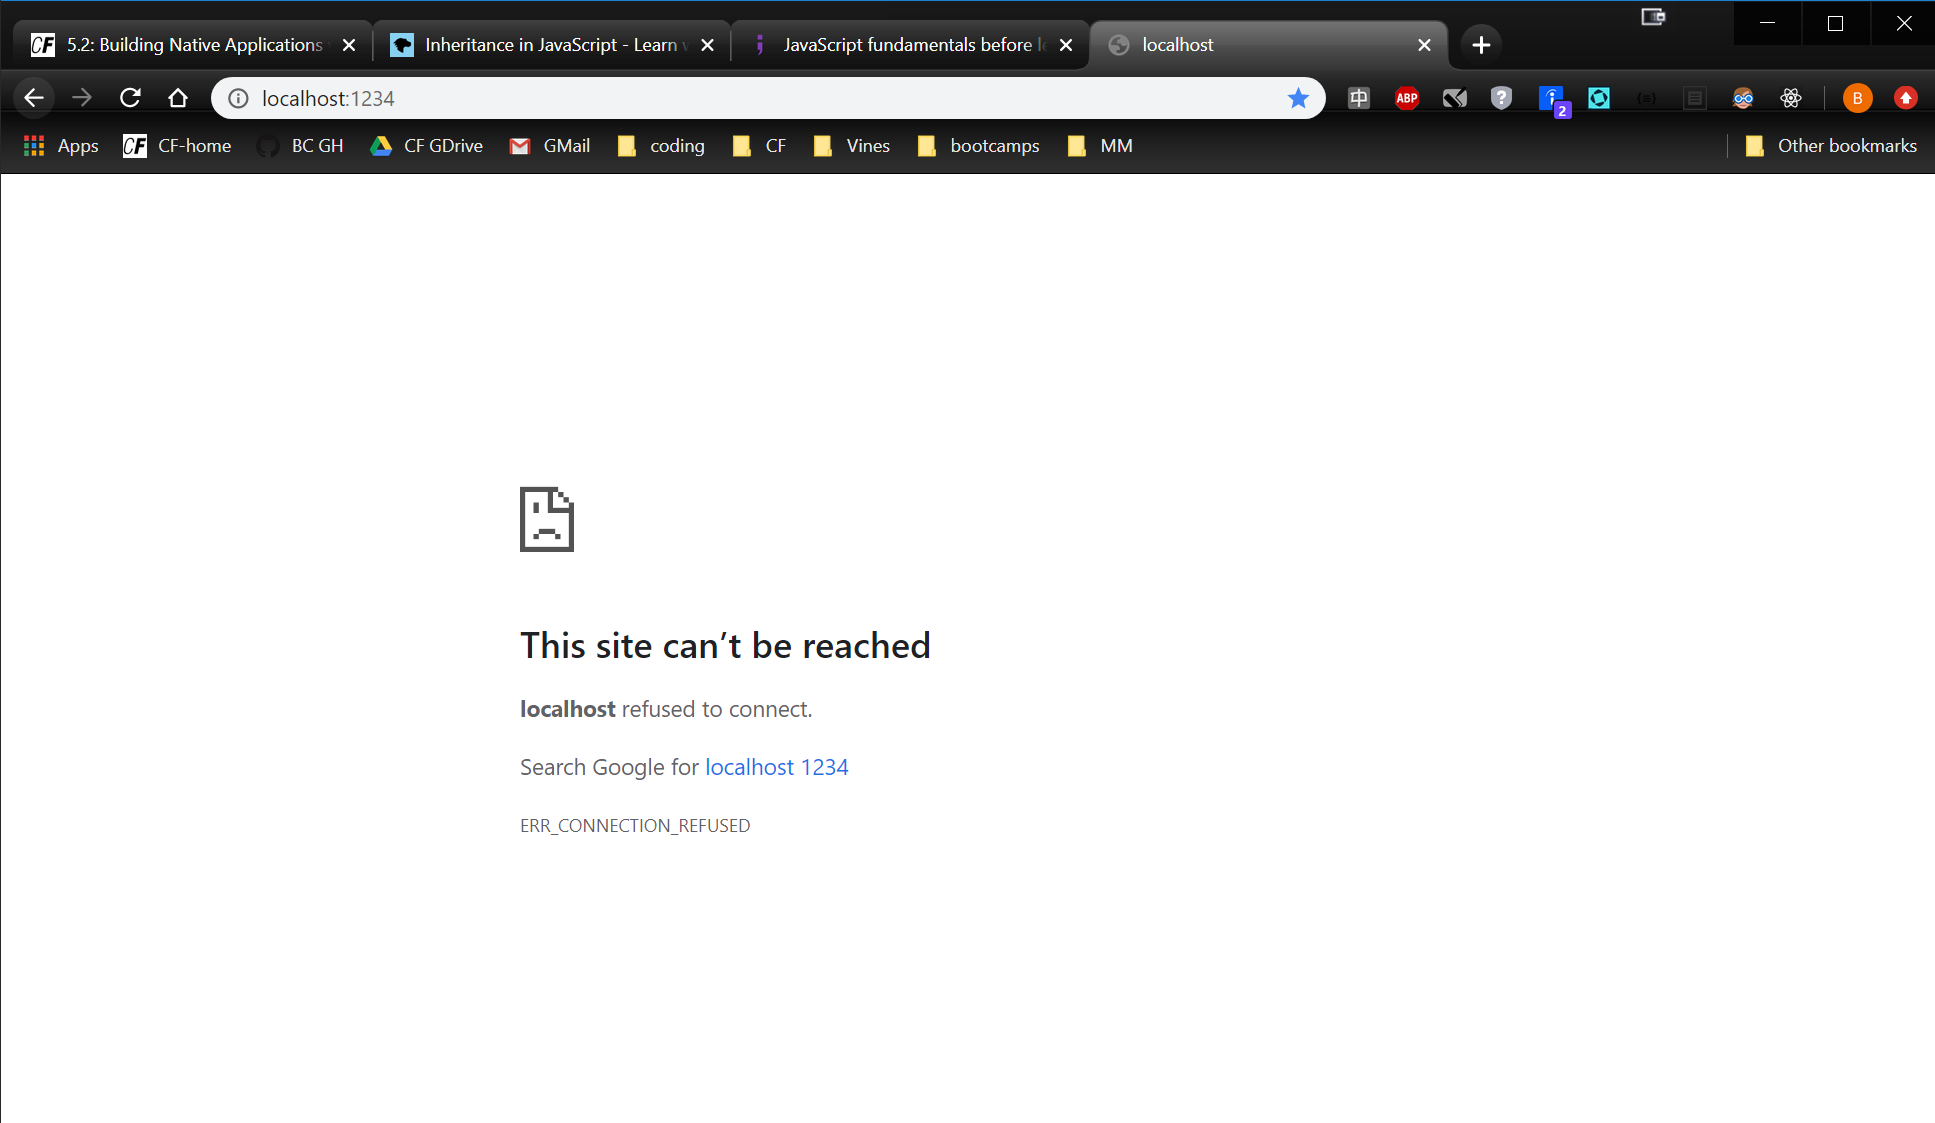 CF 5.2: Building Native Applications Inheritance in JavaScript - Learn JavaScript fundamentals before localhost
localhost:1234 ABP 2 B
Apps CF CF-home BC GH CF GDrive GMail coding CF Vines bootcamps MM Other bookmarks
This site can’t be reached
localhost refused to connect.
Search Google for localhost 1234
ERR_CONNECTION_REFUSED